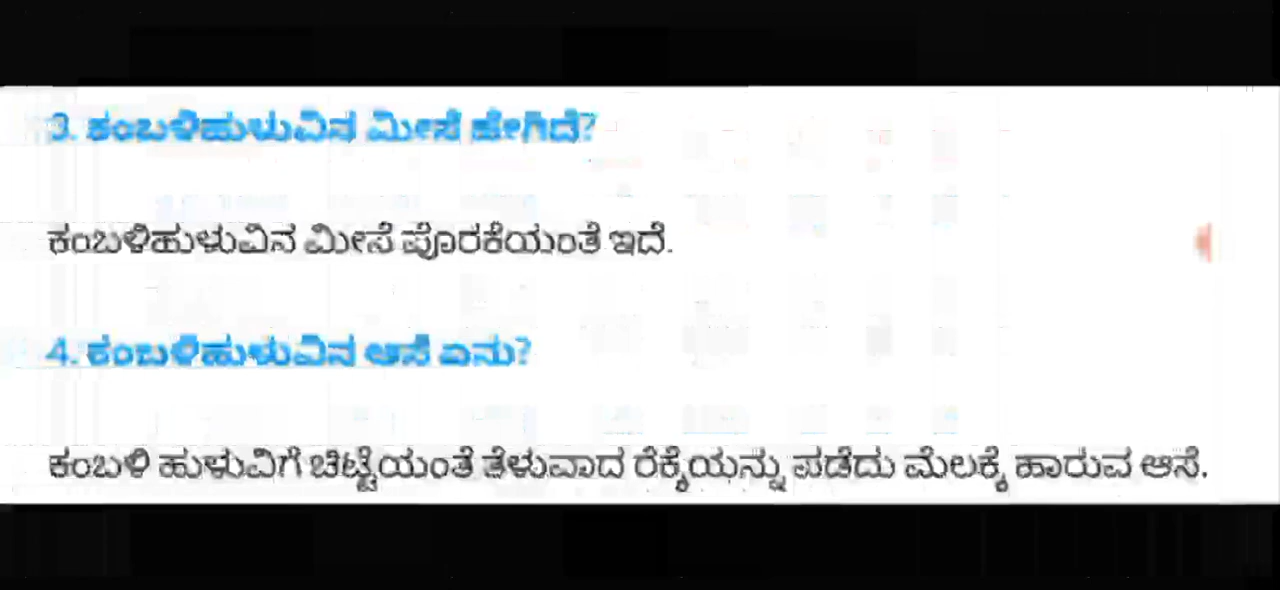 3. ಕಂಬಳಿಹುಳುವಿನ ಮೀಸೆ ಹೇಗಿದೆ?
ಕಂಬಳಿಹುಳುವಿನ ಮೀಸೆ ಪೊರಕೆಯಂತೆ ಇದೆ.
4. ಕಂಬಳಿಹುಳುವಿನ ಆಸೆ ಏನು?
ಕಂಬಳಿ ಹುಳುವಿಗೆ ಚಿಟ್ಟೆಯಂತೆ ತೆಳುವಾದ ರೆಕ್ಕೆಯನ್ನು ಪಡೆದು ಮೆಲಕ್ಕೆ ಹಾರುವ ಆಸೆ.